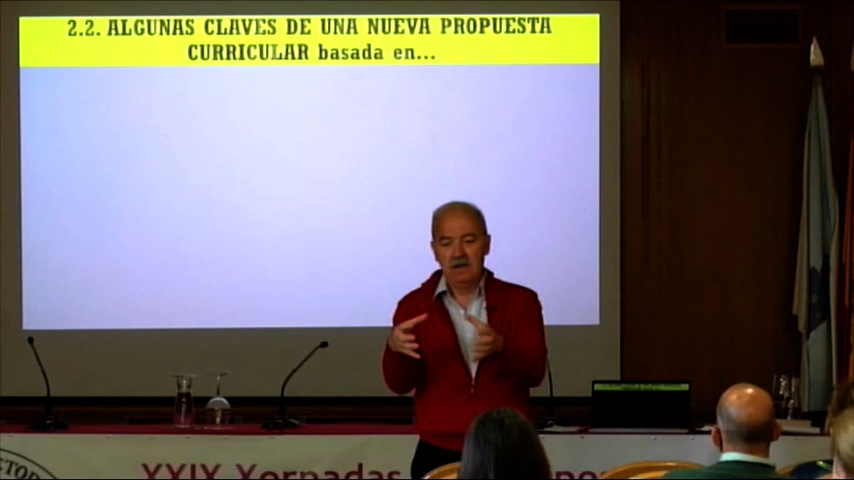 2.2. ALGUNAS CLAVES DE UNA NUEVA PROPUESTA
CURRICULAR basada en...
XXIX Xornadas